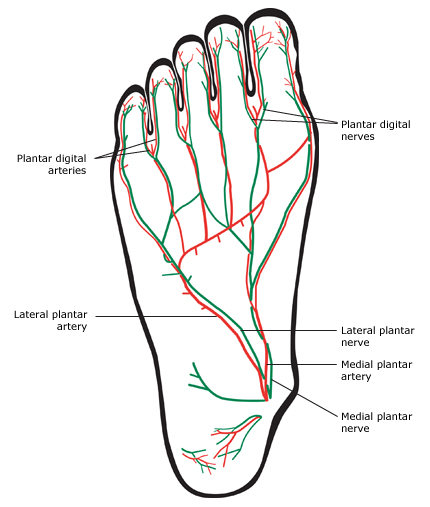 Plantar digital
nerves
Plantar digital
arteries
Lateral plantar
artery
Lateral plantar
nerve
Medial plantar
artery
Medial plantar
nerve